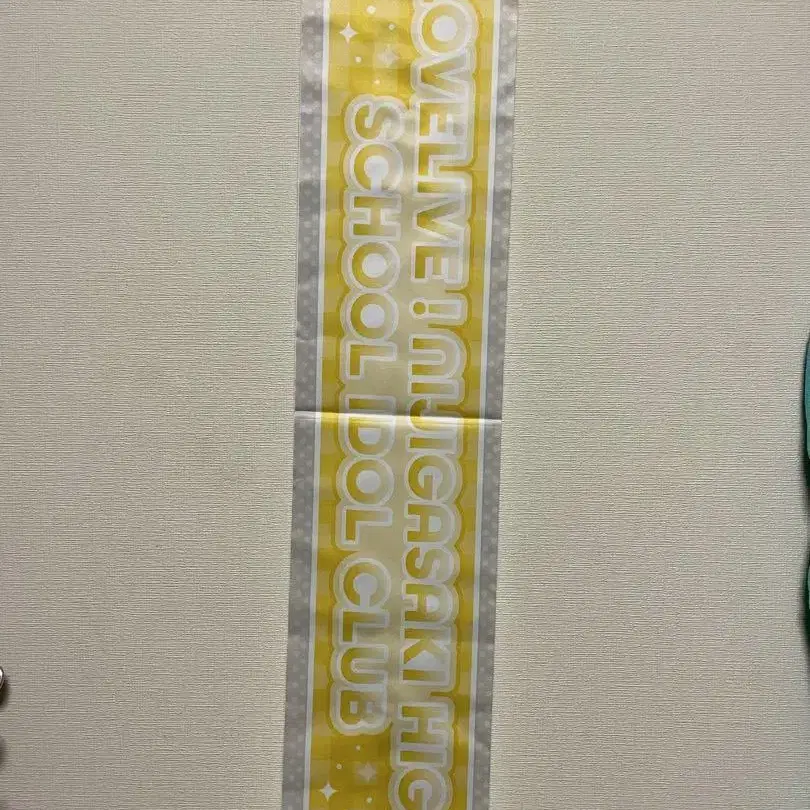 OVELIVE! NIJIGASAKI HIG
SCHOOL IDOL CLUB